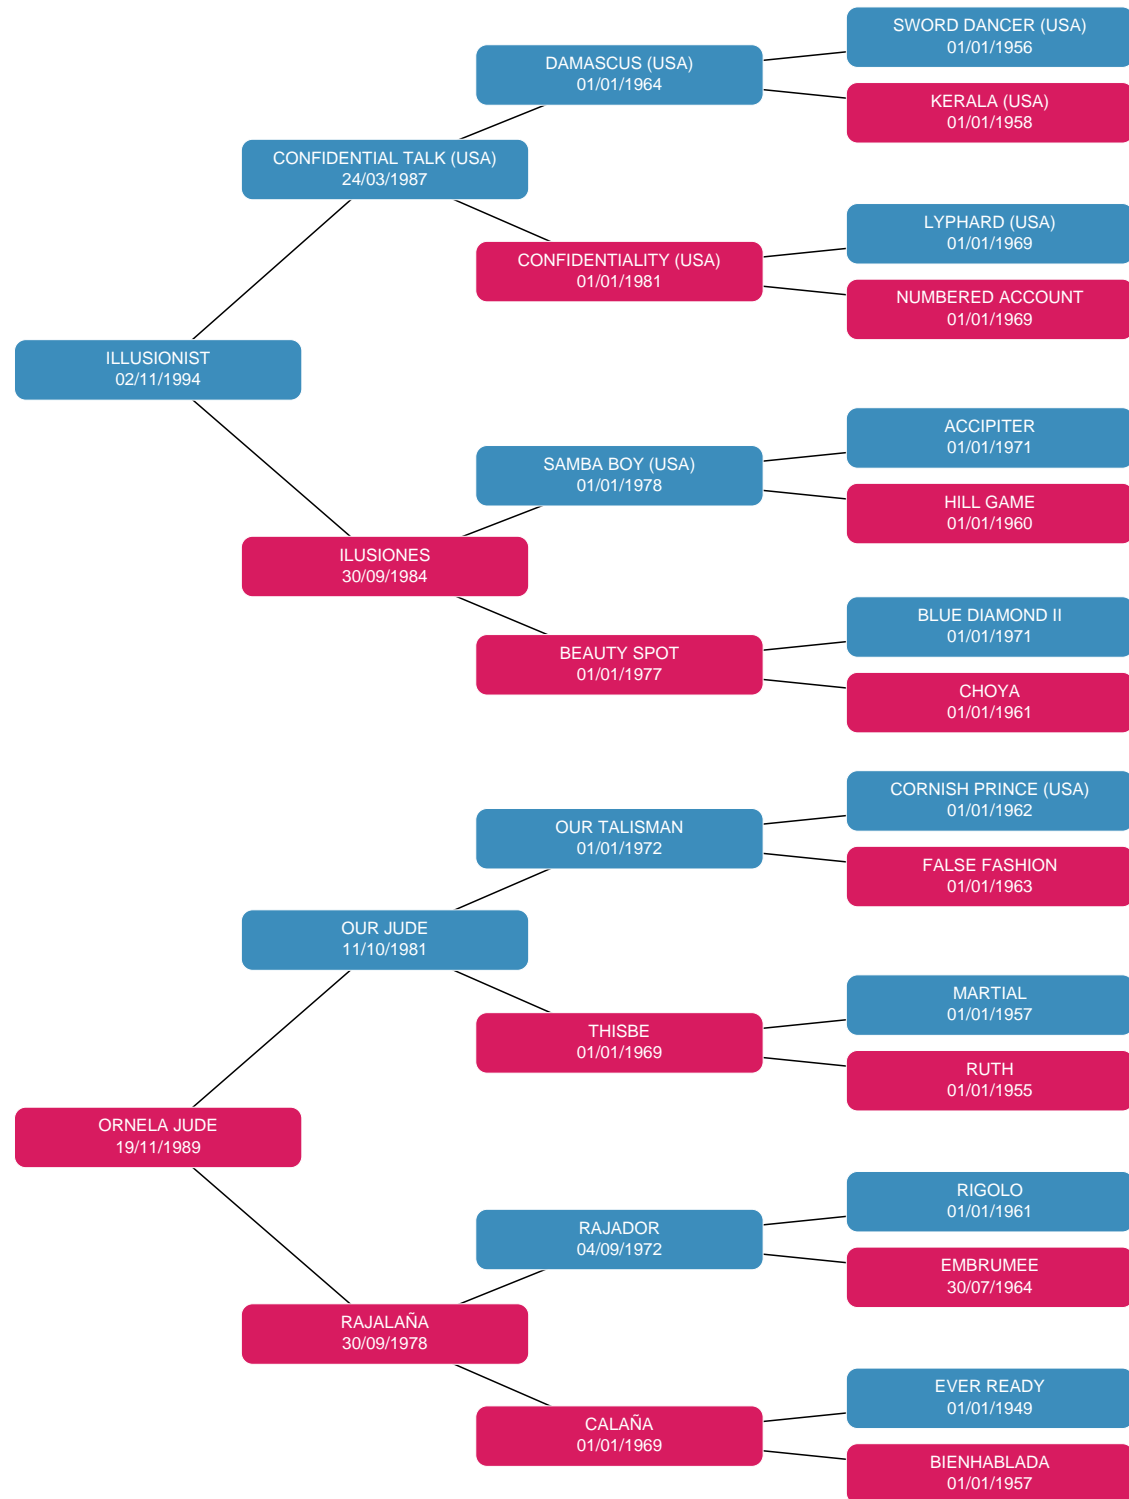 SWORD DANCER (USA)
01/01/1956
DAMASCUS (USA)
01/01/1964
KERALA (USA)
01/01/1958
CONFIDENTIAL TALK (USA)
24/03/1987
LYPHARD (USA)
01/01/1969
CONFIDENTIALITY (USA)
01/01/1981
NUMBERED ACCOUNT
01/01/1969
ILLUSIONIST
02/11/1994
ACCIPITER
01/01/1971
SAMBA BOY (USA)
01/01/1978
HILL GAME
01/01/1960
ILUSIONES
30/09/1984
BLUE DIAMOND II
01/01/1971
BEAUTY SPOT
01/01/1977
CHOYA
01/01/1961
CORNISH PRINCE (USA)
01/01/1962
OUR TALISMAN
01/01/1972
FALSE FASHION
01/01/1963
OUR JUDE
11/10/1981
MARTIAL
01/01/1957
THISBE
01/01/1969
RUTH
01/01/1955
ORNELA JUDE
19/11/1989
RIGOLO
01/01/1961
RAJADOR
04/09/1972
EMBRUMEE
30/07/1964
RAJALAÑA
30/09/1978
EVER READY
01/01/1949
CALAÑA
01/01/1969
BIENHABLADA
01/01/1957